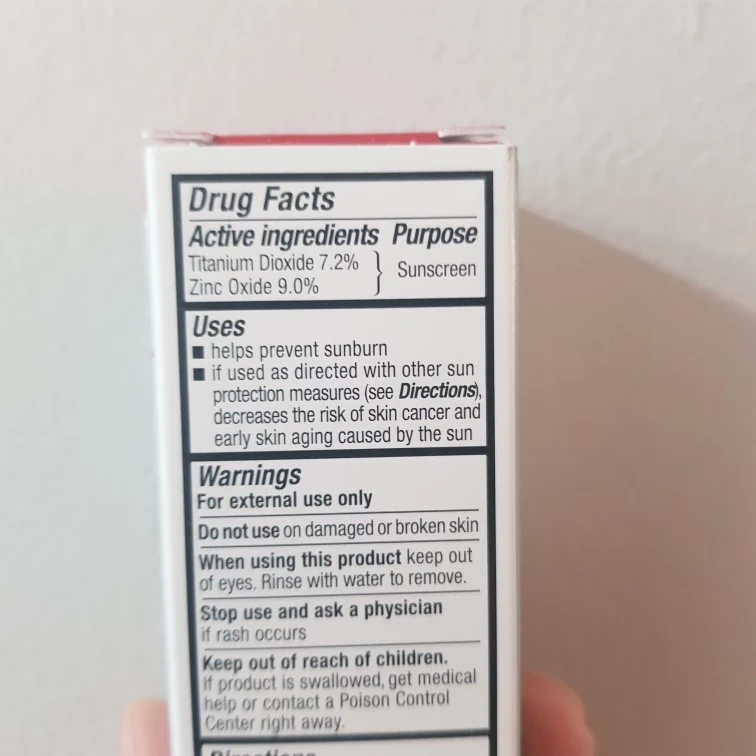 Drug Facts
Active ingredients Purpose
Titanium Dioxide 7.2% } Sunscreen
Zinc Oxide 9.0%
Uses
■ helps prevent sunburn
■ if used as directed with other sun
protection measures (see Directions),
decreases the risk of skin cancer and
early skin aging caused by the sun
Warnings
For external use only
Do not use on damaged or broken skin
When using this product keep out
of eyes. Rinse with water to remove.
Stop use and ask a physician
if rash occurs
Keep out of reach of children.
If product is swallowed, get medical
help or contact a Poison Control
Center right away.
Directions